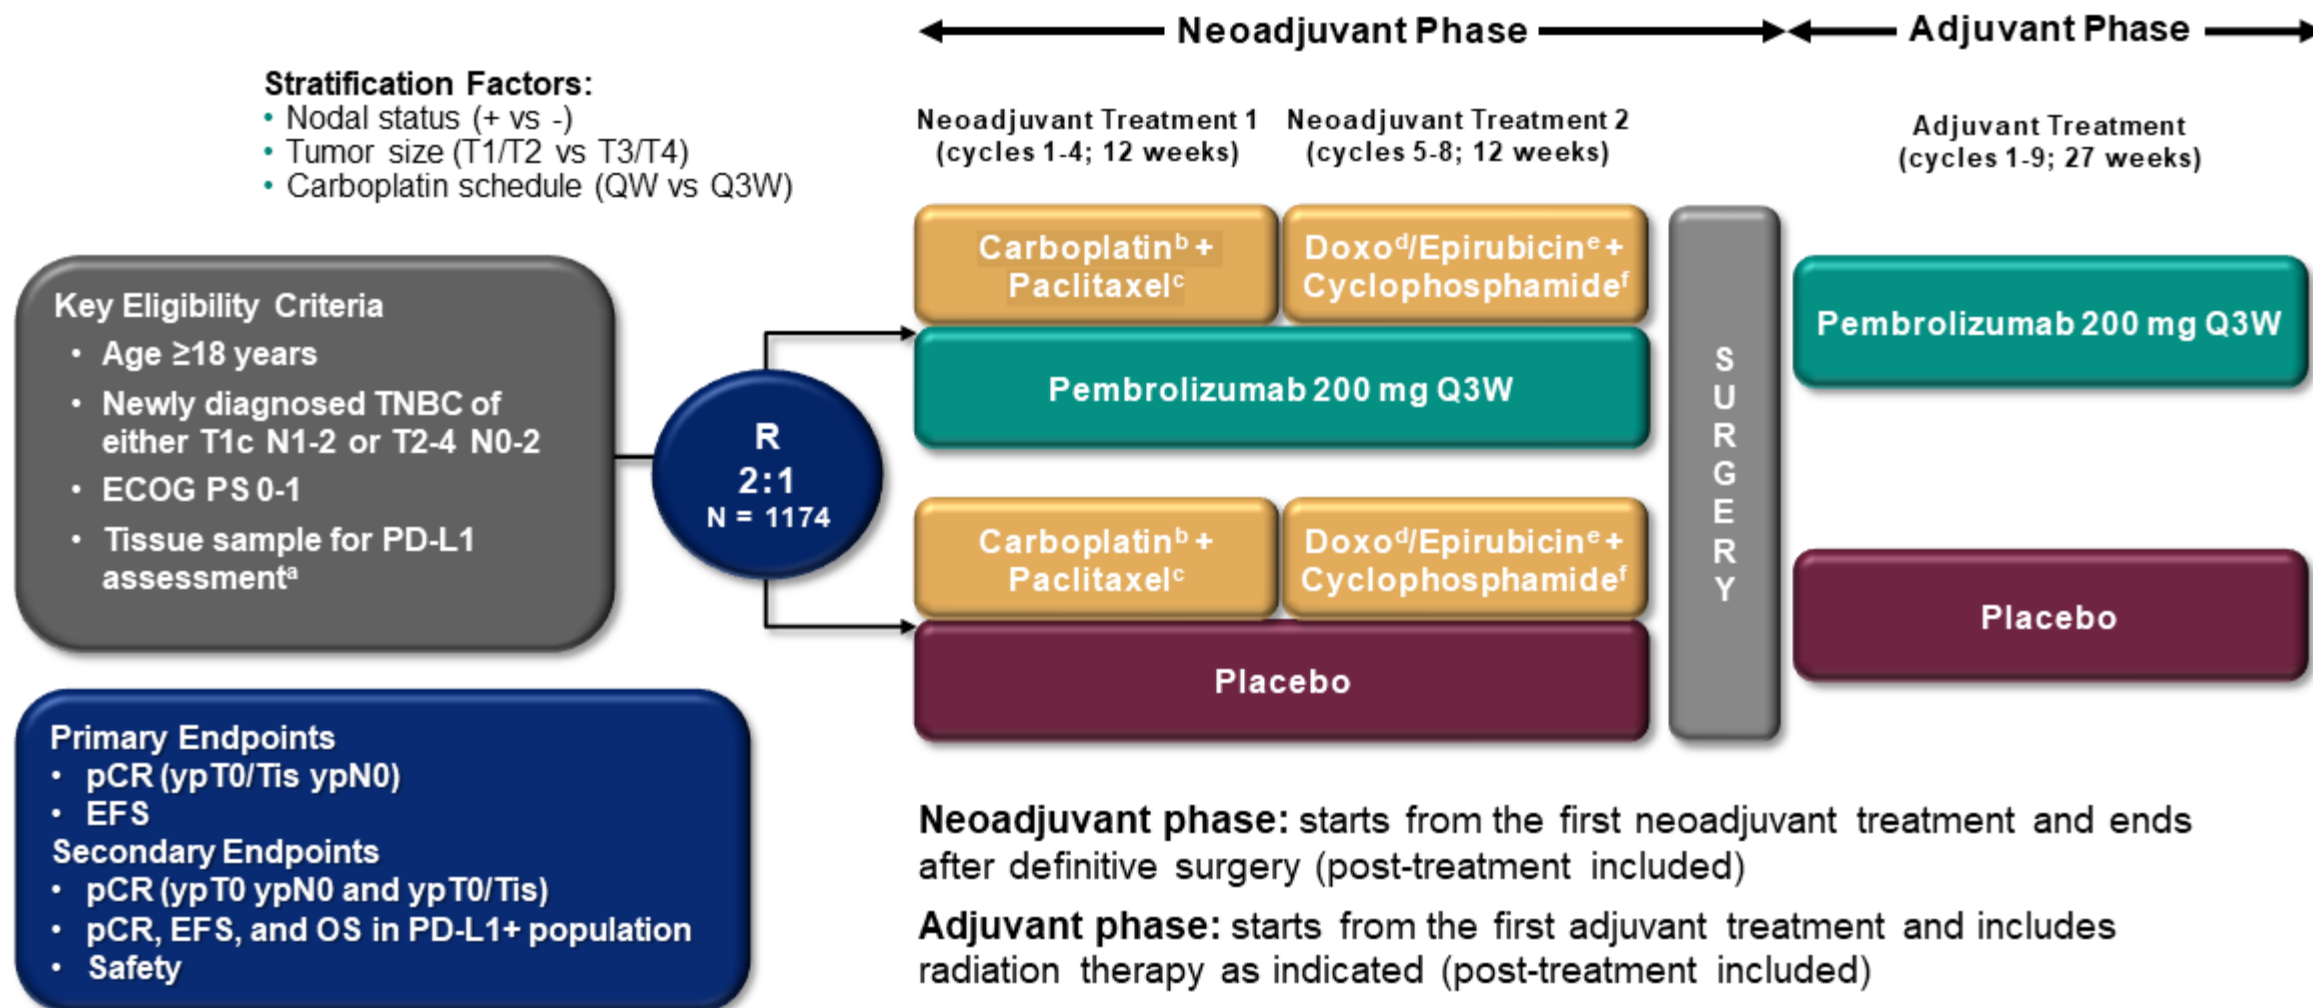 Neoadjuvant Phase
Adjuvant Phase
Stratification Factors:
• Nodal status (+ vs -)
• Tumor size (T1/T2 vs T3/T4)
• Carboplatin schedule (QW vs Q3W)
Neoadjuvant Treatment 1
(cycles 1-4; 12 weeks)
Neoadjuvant Treatment 2
(cycles 5-8; 12 weeks)
Adjuvant Treatment
(cycles 1-9; 27 weeks)
Key Eligibility Criteria
• Age ≥18 years
• Newly diagnosed TNBC of
either T1c N1-2 or T2-4 N0-2
• ECOG PS 0-1
• Tissue sample for PD-L1
assessmentᵃ
R
2:1
N = 1174
Carboplatinᵇ +
Paclitaxelᶜ
Doxoᵈ/Epirubicinᵉ +
Cyclophosphamideᶠ
Pembrolizumab 200 mg Q3W
Carboplatinᵇ +
Paclitaxelᶜ
Doxoᵈ/Epirubicinᵉ +
Cyclophosphamideᶠ
Placebo
SURGERY
Pembrolizumab 200 mg Q3W
Placebo
Primary Endpoints
• pCR (ypT0/Tis ypN0)
• EFS
Secondary Endpoints
• pCR (ypT0 ypN0 and ypT0/Tis)
• pCR, EFS, and OS in PD-L1+ population
• Safety
Neoadjuvant phase: starts from the first neoadjuvant treatment and ends
after definitive surgery (post-treatment included)
Adjuvant phase: starts from the first adjuvant treatment and includes
radiation therapy as indicated (post-treatment included)